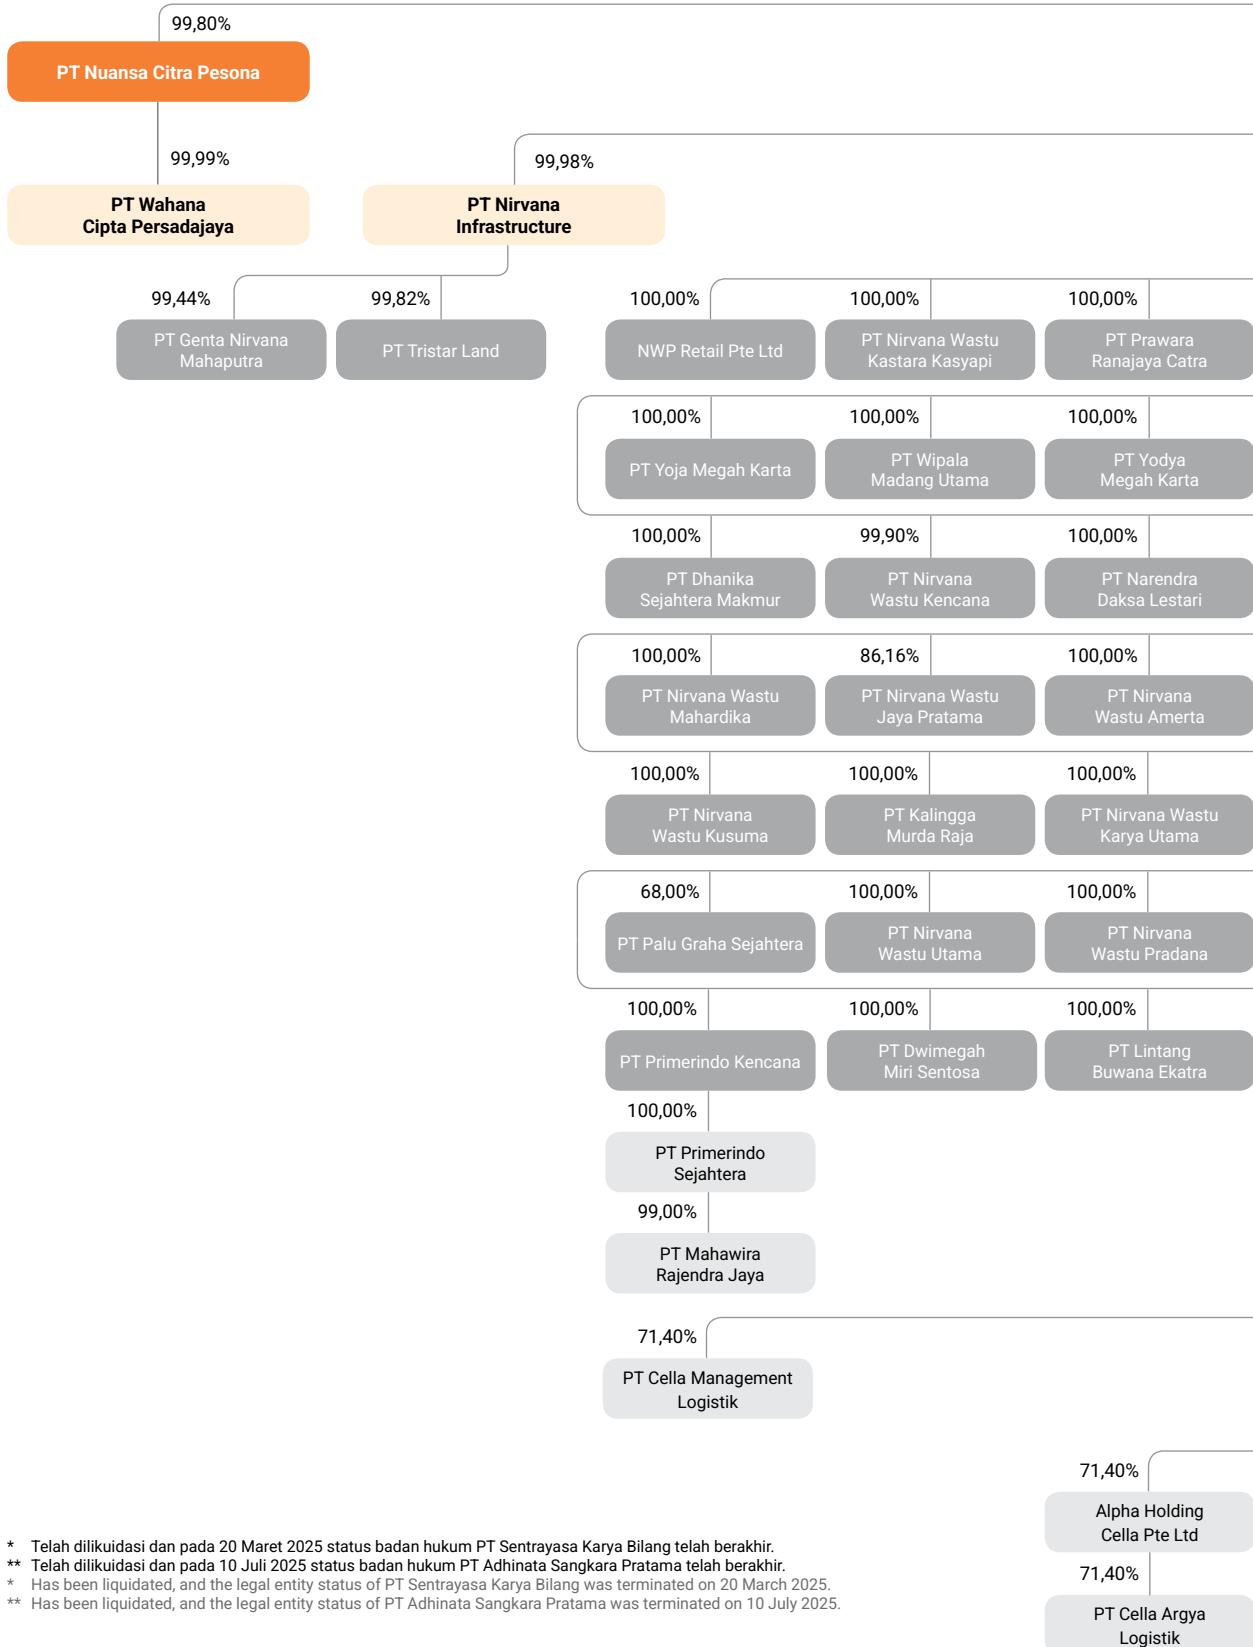 99,80%
PT Nuansa Citra Pesona
99,99%
99,98%
PT Wahana
Cipta Persadajaya
PT Nirvana
Infrastructure
99,44%
99,82%
100,00%
100,00%
100,00%
PT Genta Nirvana
Mahaputra
PT Tristar Land
NWP Retail Pte Ltd
PT Nirvana Wastu
Kastara Kasyapi
PT Prawara
Ranajaya Catra
100,00%
100,00%
100,00%
PT Yoja Megah Karta
PT Wipala
Madang Utama
PT Yodya
Megah Karta
100,00%
99,90%
100,00%
PT Dhanika
Sejahtera Makmur
PT Nirvana
Wastu Kencana
PT Narendra
Daksa Lestari
100,00%
86,16%
100,00%
PT Nirvana Wastu
Mahardika
PT Nirvana Wastu
Jaya Pratama
PT Nirvana
Wastu Amerta
100,00%
100,00%
100,00%
PT Nirvana
Wastu Kusuma
PT Kalingga
Murda Raja
PT Nirvana Wastu
Karya Utama
68,00%
100,00%
100,00%
PT Palu Graha Sejahtera
PT Nirvana
Wastu Utama
PT Nirvana
Wastu Pradana
100,00%
100,00%
100,00%
PT Primerindo Kencana
PT Dwimegah
Miri Sentosa
PT Lintang
Buwana Ekatra
100,00%
PT Primerindo
Sejahtera
99,00%
PT Mahawira
Rajendra Jaya
71,40%
PT Cella Management
Logistik
71,40%
Alpha Holding
Cella Pte Ltd
71,40%
PT Cella Argya
Logistik
* Telah dilikuidasi dan pada 20 Maret 2025 status badan hukum PT Sentrayasa Karya Bilang telah berakhir.
** Telah dilikuidasi dan pada 10 Juli 2025 status badan hukum PT Adhinata Sangkara Pratama telah berakhir.
* Has been liquidated, and the legal entity status of PT Sentrayasa Karya Bilang was terminated on 20 March 2025.
** Has been liquidated, and the legal entity status of PT Adhinata Sangkara Pratama was terminated on 10 July 2025.